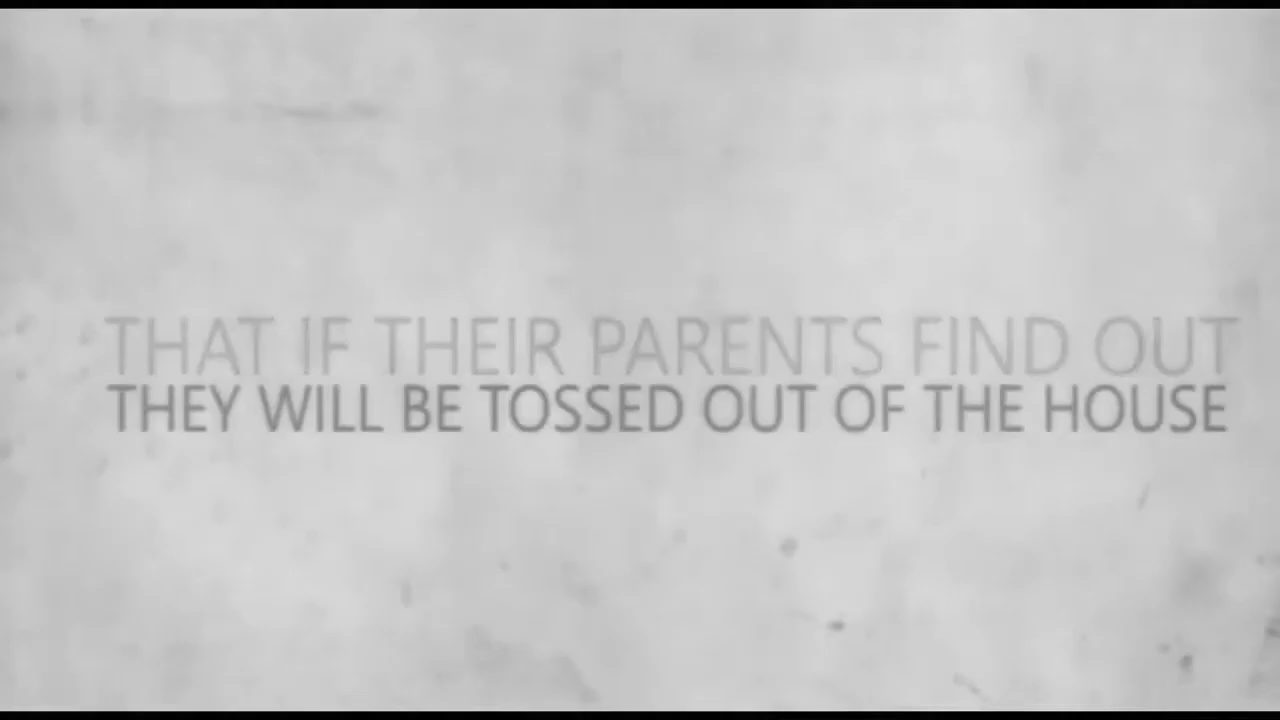 THAT IF THEIR PARENTS FIND OUT
THEY WILL BE TOSSED OUT OF THE HOUSE